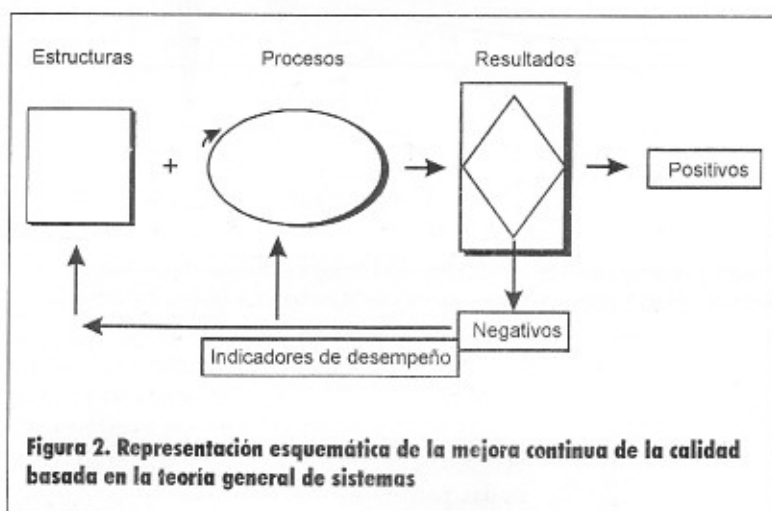 Estructuras Procesos Resultados
+
Positivos
Negativos
Indicadores de desempeño
Figura 2. Representación esquemática de la mejora continua de la calidad
basada en la teoría general de sistemas